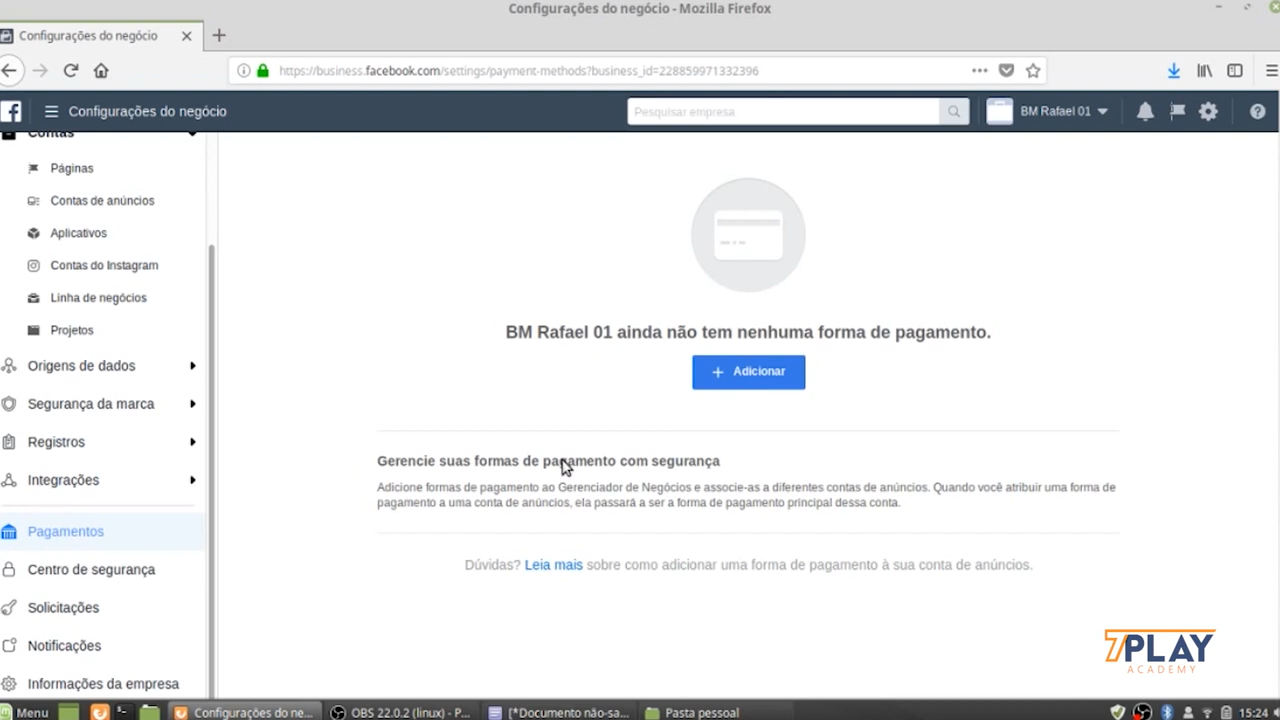 Configurações do negócio - Mozilla Firefox
Configurações do negócio
https://business.facebook.com/settings/payment-methods?business_id=228859971332396
Configurações do negócio
Pesquisar empresa
BM Rafael 01
Contas
Páginas
Contas de anúncios
Aplicativos
Contas do Instagram
Linha de negócios
Projetos
Origens de dados
Segurança da marca
Registros
Integrações
Pagamentos
Centro de segurança
Solicitações
Notificações
Informações da empresa
BM Rafael 01 ainda não tem nenhuma forma de pagamento.
+ Adicionar
Gerencie suas formas de pagamento com segurança
Adicione formas de pagamento ao Gerenciador de Negócios e associe-as a diferentes contas de anúncios. Quando você atribuir uma forma de
pagamento a uma conta de anúncios, ela passará a ser a forma de pagamento principal dessa conta.
Dúvidas? Leia mais sobre como adicionar uma forma de pagamento à sua conta de anúncios.
7PLAY
ACADEMY
Menu
Configurações do ne...
OBS 22.0.2 (linux) - P...
[*Documento não-sa...
Pasta pessoal
15:24